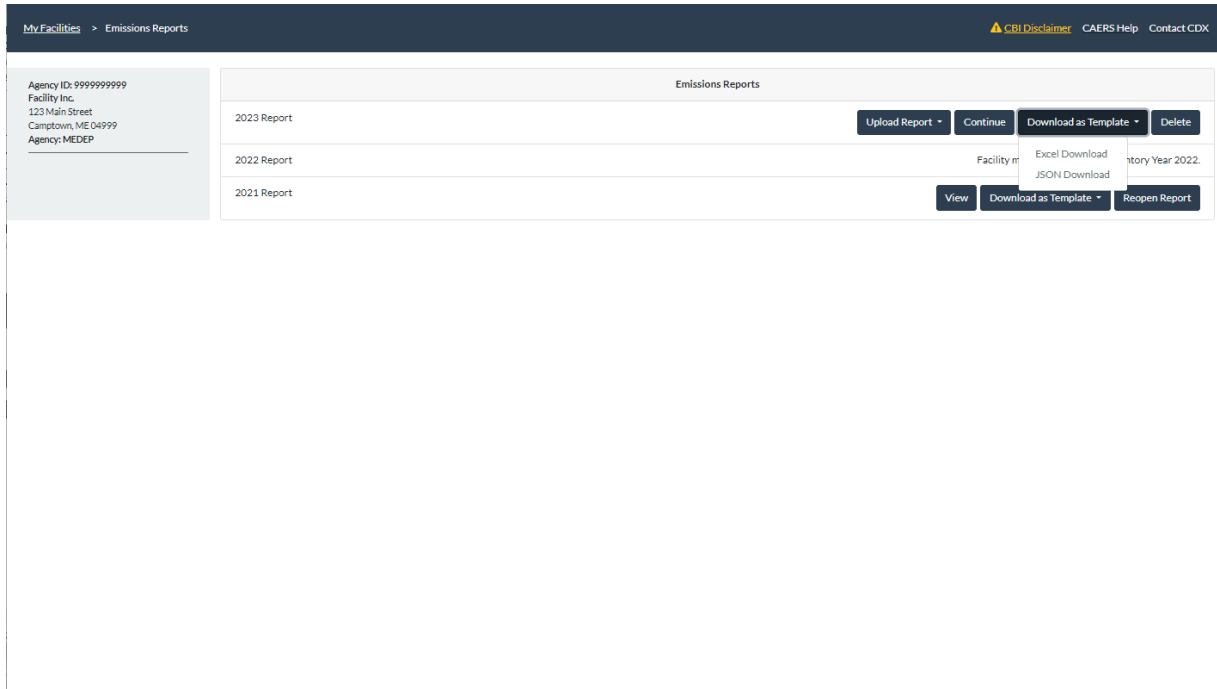 My Facilities > Emissions Reports
CBI Disclaimer CAERS Help Contact CDX
Agency ID: 9999999999
Facility Inc.
123 Main Street
Camptown, ME 04999
Agency: MEDEP
Emissions Reports
2023 Report
Upload Report Continue Download as Template Delete
Excel Download
JSON Download
2022 Report
Facility m
ntory Year 2022.
2021 Report
View Download as Template Reopen Report